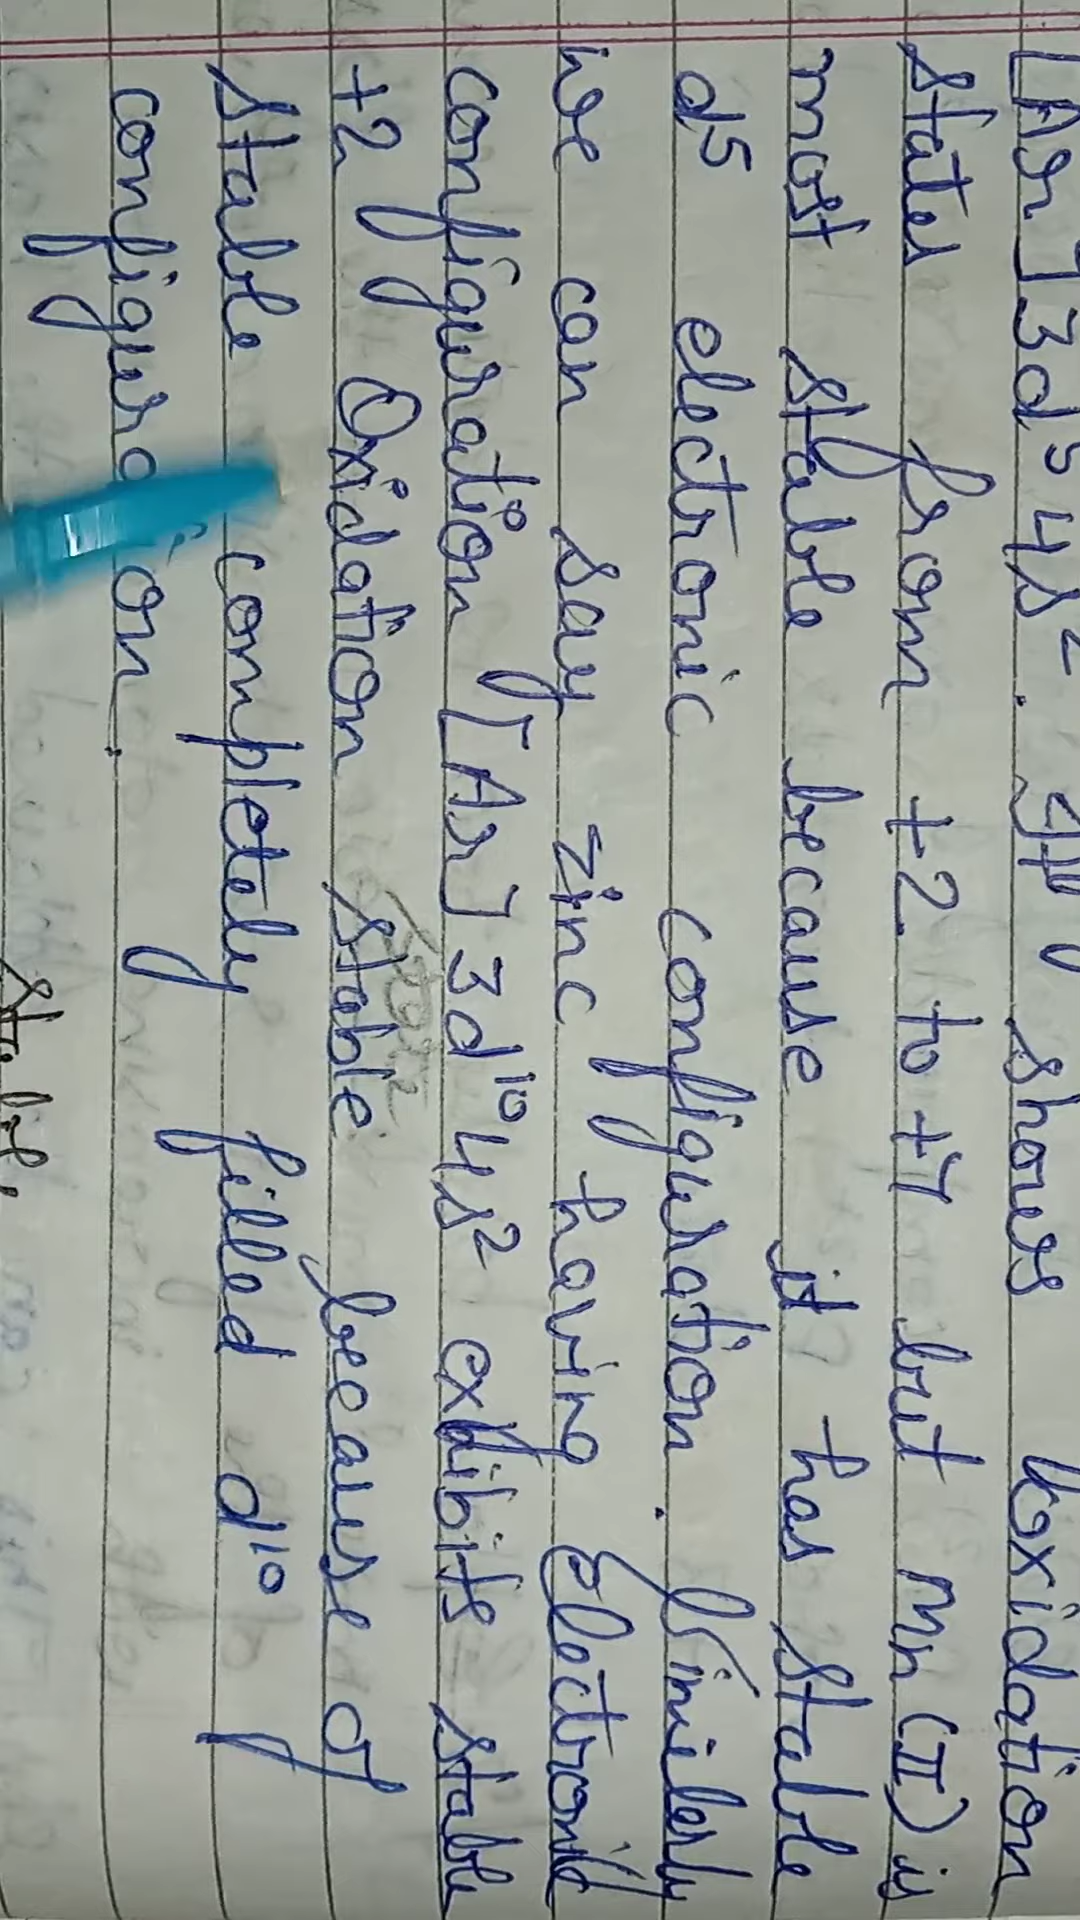 [Ar] 3d⁵ 4s². It shows oxidation
states from +2 to +7 but Mn (II) is
most stable because it has stable
d⁵ electronic configuration. Similarly
we can say zinc having Electronic
configuration [Ar] 3d¹⁰ 4s² exhibits stable
+2 Oxidation stable because of
stable completely filled d¹⁰
configuration.